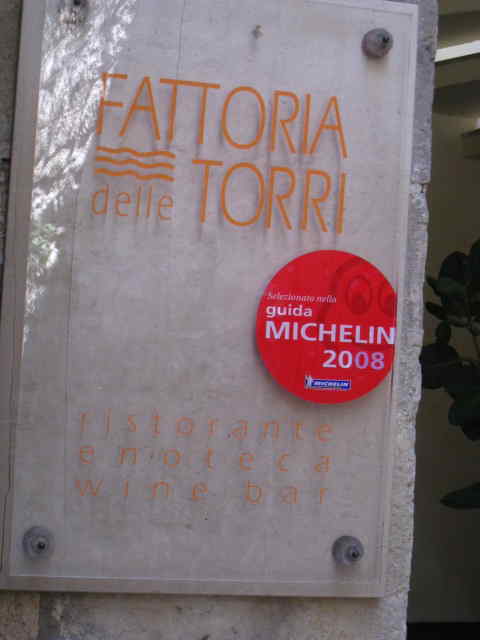 FATTORIA
delle TORRI
Selezionato nella
guida
MICHELIN
2008
MICHELIN
ristorante
enoteca
wine bar